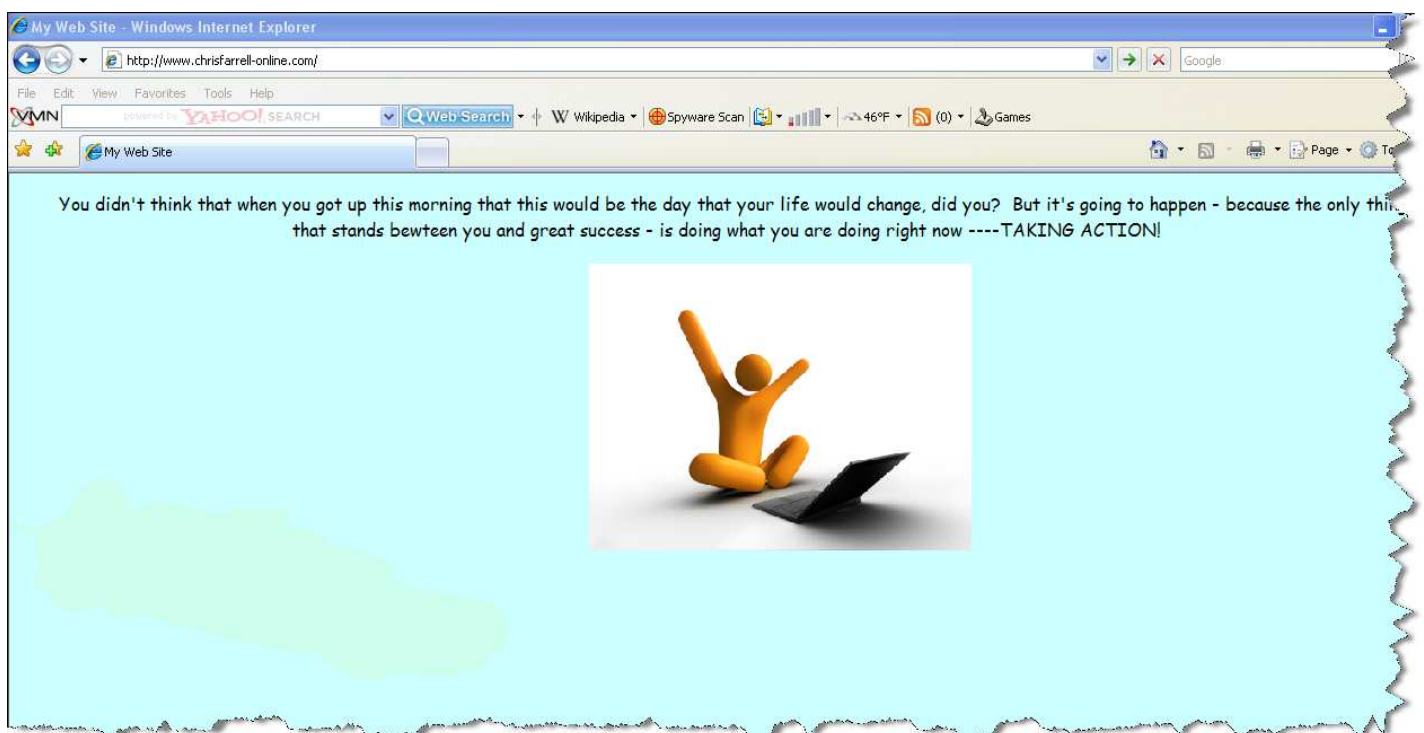 My Web Site - Windows Internet Explorer
http://www.chrisfarrell-online.com/
Google
File Edit View Favorites Tools Help
VMN powered by YAHOO! SEARCH Web Search W Wikipedia Spyware Scan 46°F (0) Games
My Web Site
Page
You didn't think that when you got up this morning that this would be the day that your life would change, did you? But it's going to happen - because the only
that stands bewteen you and great success - is doing what you are doing right now ----TAKING ACTION!